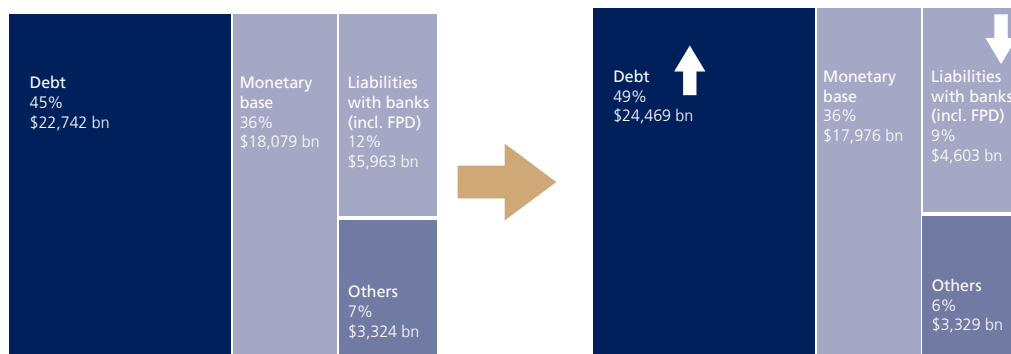 Debt
45%
$22,742 bn
Monetary
base
36%
$18,079 bn
Liabilities
with banks
(incl. FPD)
12%
$5,963 bn
Others
7%
$3,324 bn
Debt
49%
$24,469 bn
Monetary
base
36%
$17,976 bn
Liabilities
with banks
(incl. FPD)
9%
$4,603 bn
Others
6%
$3,329 bn